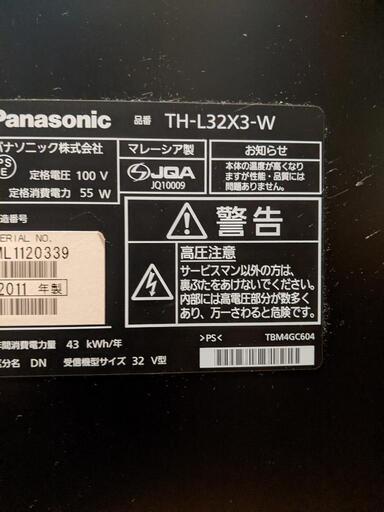 Panasonic 品番 TH-L32X3-W
パナソニック株式会社
マレーシア製
お知らせ
PS
E
定格電圧 100 V
定格消費電力 55 W
JQA
JQ10009
本体の温度が高くなり
ますが性能・品質には
問題ありません。
造番号
SERIAL NO.
ML1120339
2011 年製
警告
高圧注意
サービスマン以外の方は、
裏ぶたをあけないでください。
内部には高電圧部分が数多く
あり、万一さわると危険です。
>PS<
TBM4GC604
年間消費電力量 43 kWh/年
区分名 DN 受信機型サイズ 32 V型